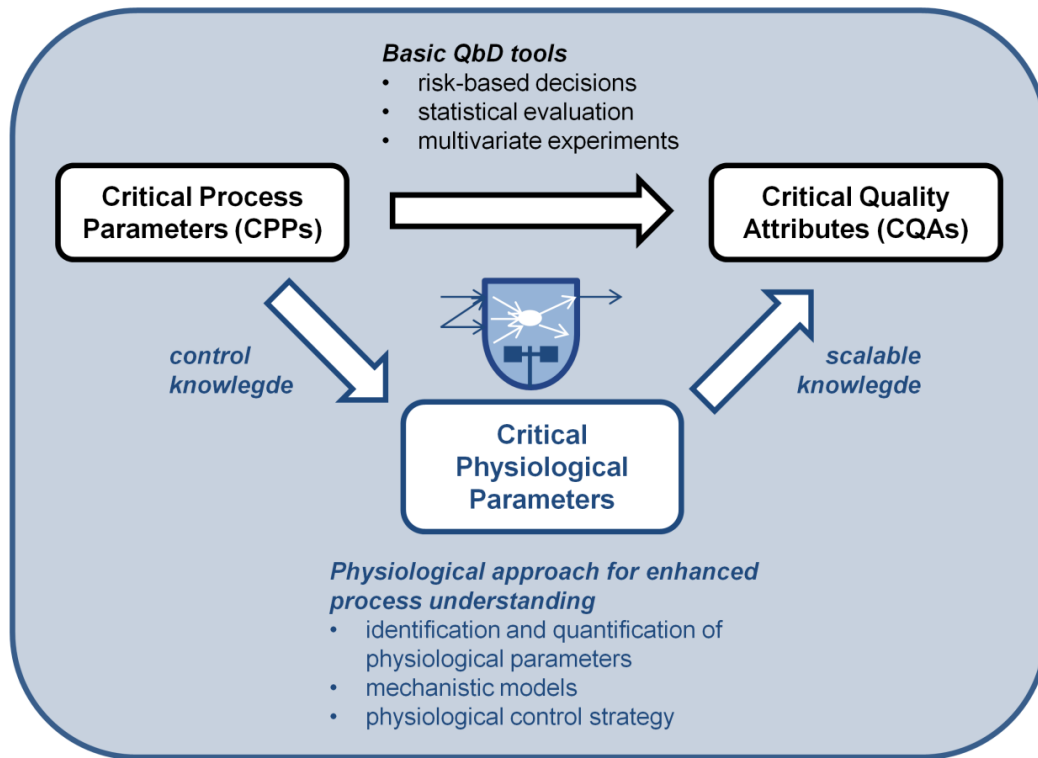 Basic QbD tools
• risk-based decisions
• statistical evaluation
• multivariate experiments
Critical Process
Parameters (CPPs)
Critical Quality
Attributes (CQAs)
control
knowlegde
scalable
knowlegde
Critical
Physiological
Parameters
Physiological approach for enhanced
process understanding
• identification and quantification of
physiological parameters
• mechanistic models
• physiological control strategy